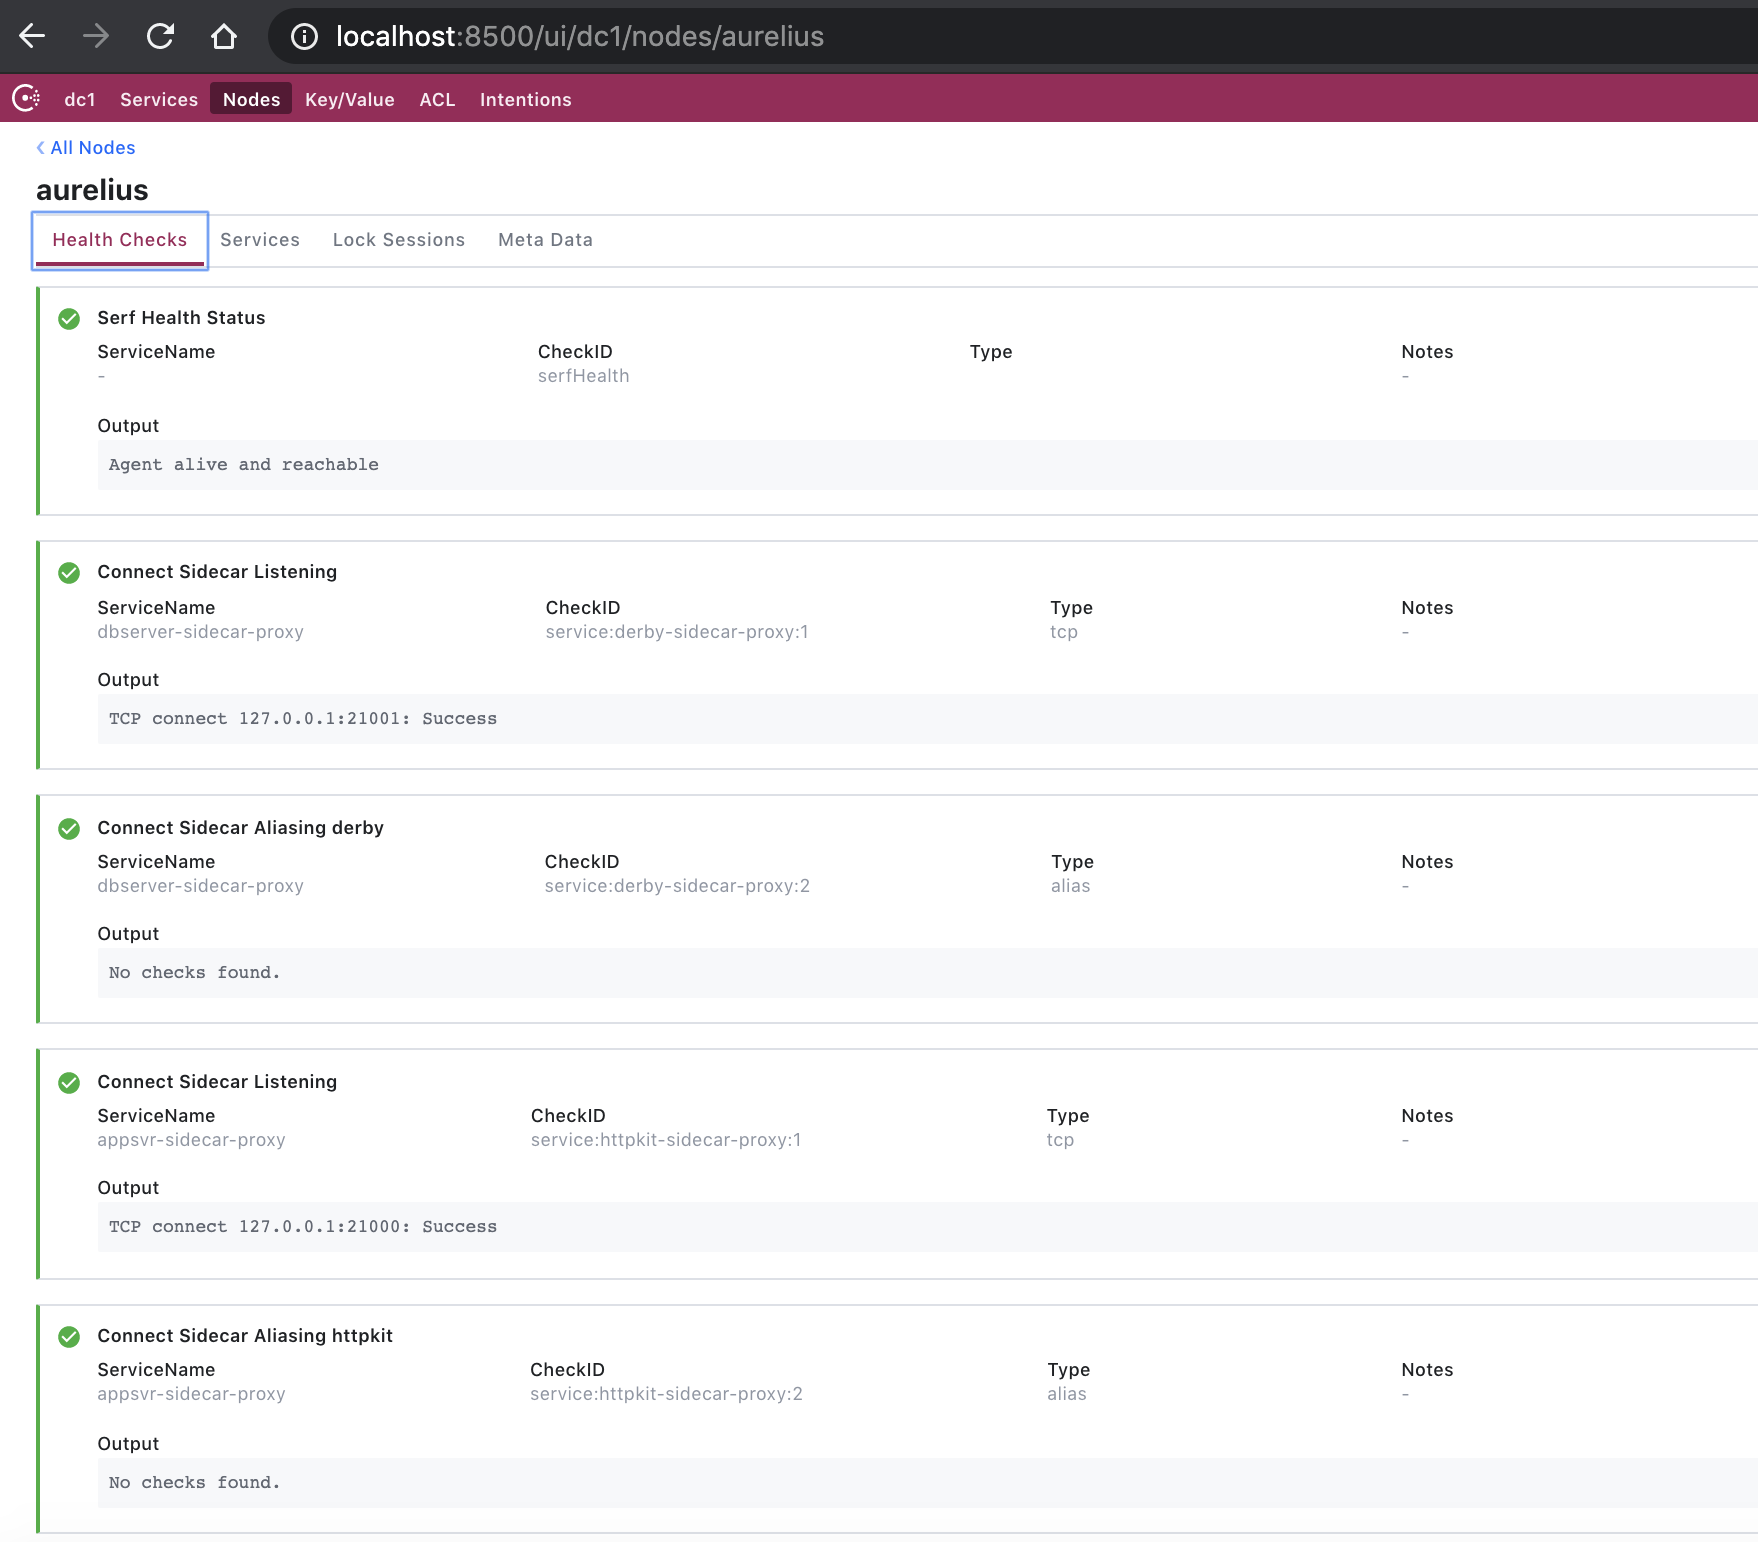 localhost:8500/ui/dc1/nodes/aurelius
dc1 Services Nodes Key/Value ACL Intentions
All Nodes
aurelius
Health Checks Services Lock Sessions Meta Data
Serf Health Status
ServiceName CheckID Type Notes
- serfHealth -
Output
Agent alive and reachable
Connect Sidecar Listening
ServiceName CheckID Type Notes
dbserver-sidecar-proxy service:derby-sidecar-proxy:1 tcp -
Output
TCP connect 127.0.0.1:21001: Success
Connect Sidecar Aliasing derby
ServiceName CheckID Type Notes
dbserver-sidecar-proxy service:derby-sidecar-proxy:2 alias -
Output
No checks found.
Connect Sidecar Listening
ServiceName CheckID Type Notes
appsvr-sidecar-proxy service:httpkit-sidecar-proxy:1 tcp -
Output
TCP connect 127.0.0.1:21000: Success
Connect Sidecar Aliasing httpkit
ServiceName CheckID Type Notes
appsvr-sidecar-proxy service:httpkit-sidecar-proxy:2 alias -
Output
No checks found.